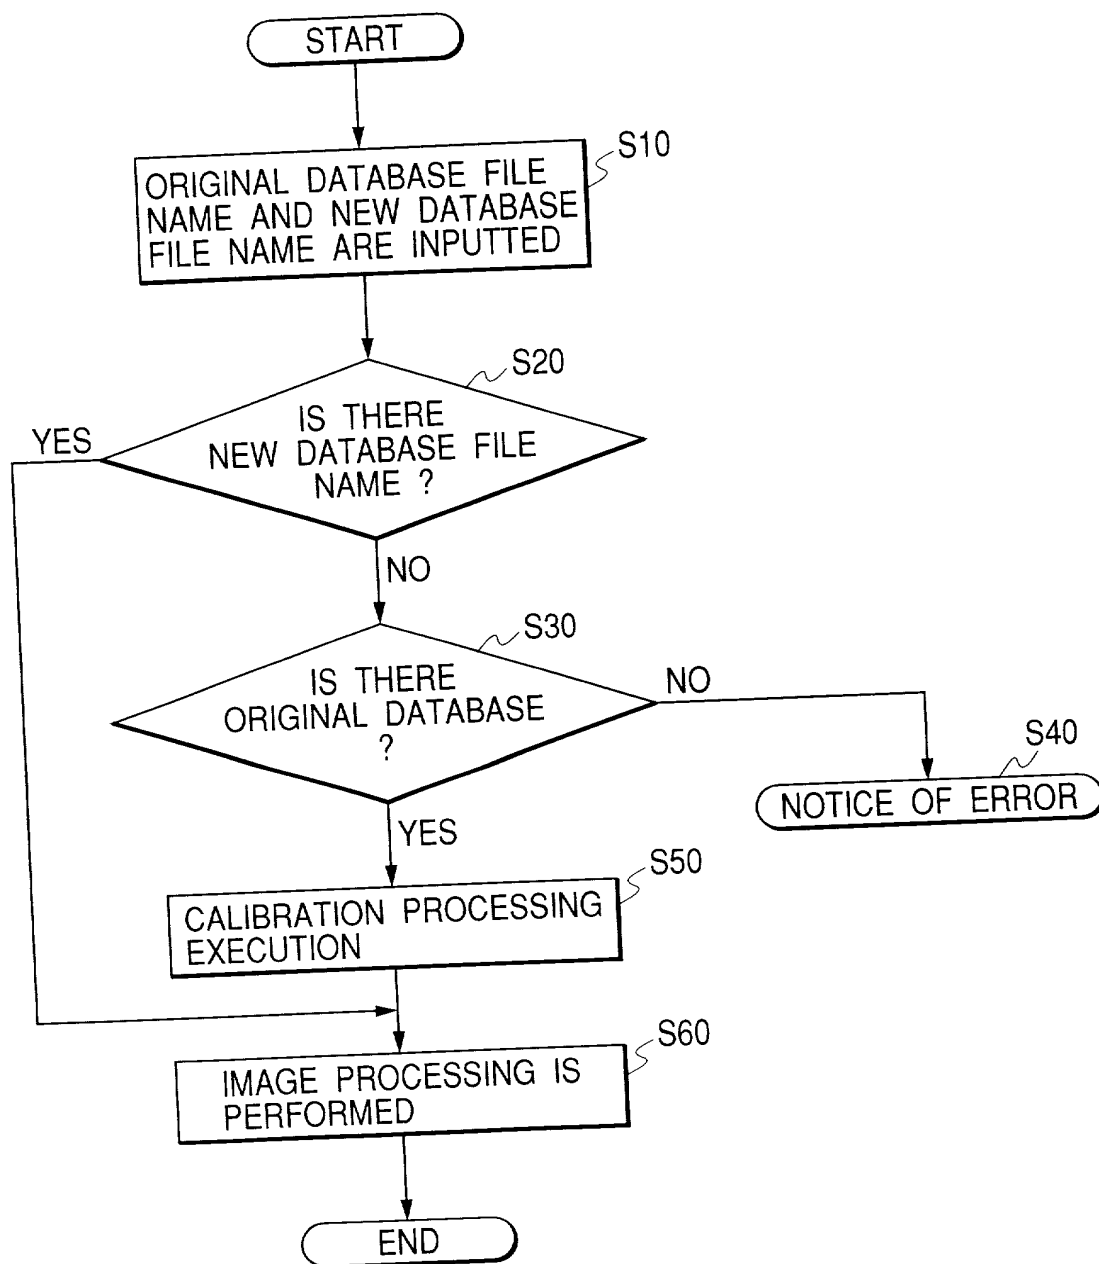 START
S10
ORIGINAL DATABASE FILE
NAME AND NEW DATABASE
FILE NAME ARE INPUTTED
S20
IS THERE
NEW DATABASE FILE
NAME ?
YES
NO
S30
IS THERE
ORIGINAL DATABASE
?
NO
S40
NOTICE OF ERROR
YES
S50
CALIBRATION PROCESSING
EXECUTION
S60
IMAGE PROCESSING IS
PERFORMED
END